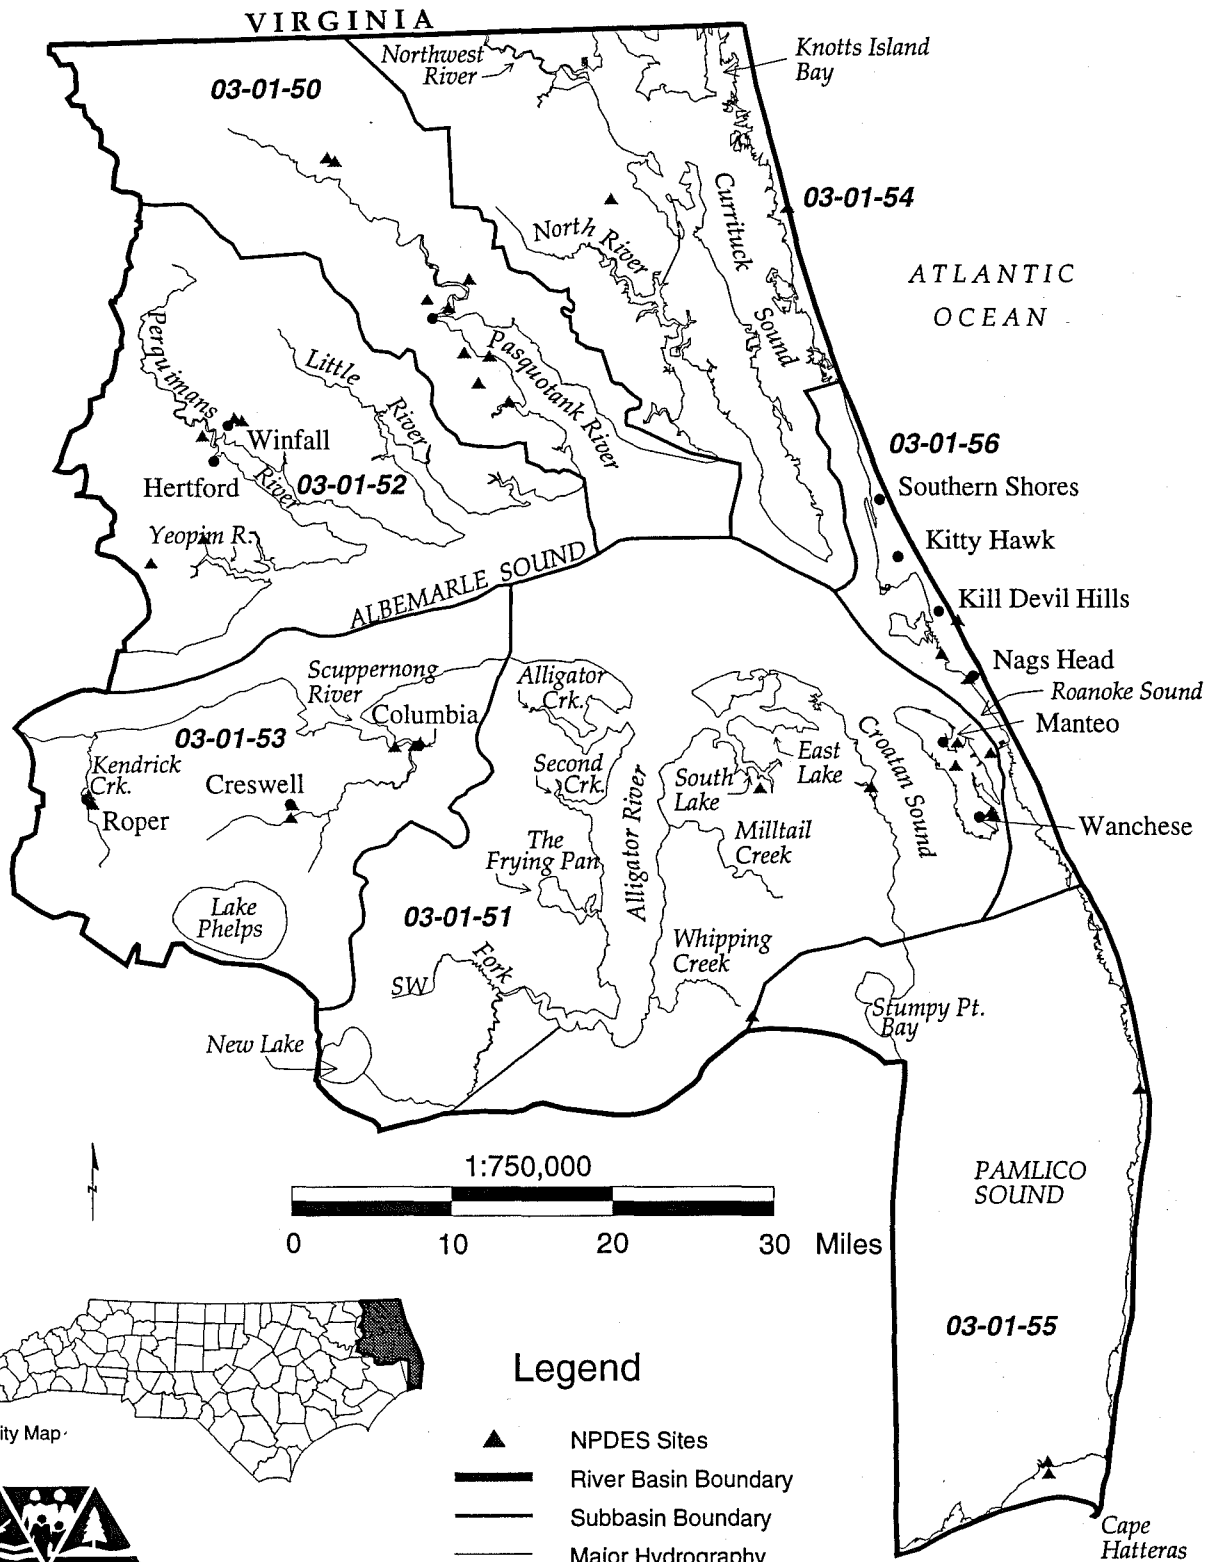 VIRGINIA
Northwest
River
Knotts Island
Bay
03-01-50
03-01-54
Currituck
Sound
North River
ATLANTIC
OCEAN
Perquimans
River
Little
River
Pasquotank River
Winfall
Hertford
03-01-52
03-01-56
Southern Shores
Yeopim R.
Kitty Hawk
ALBEMARLE SOUND
Kill Devil Hills
Scuppernong
River
Alligator
Crk.
Nags Head
Roanoke Sound
Columbia
Manteo
03-01-53
Croatan Sound
East
Lake
Kendrick
Crk.
Creswell
Second
Crk.
South
Lake
Alligator River
Roper
Wanchese
The
Frying Pan
Milltail
Creek
Lake
Phelps
03-01-51
Whipping
Creek
SW
Fork
Stumpy Pt.
Bay
New Lake
1:750,000
N
0 10 20 30 Miles
PAMLICO
SOUND
03-01-55
Legend
ity Map
NPDES Sites
River Basin Boundary
Subbasin Boundary
Major Hydrography
Cape
Hatteras